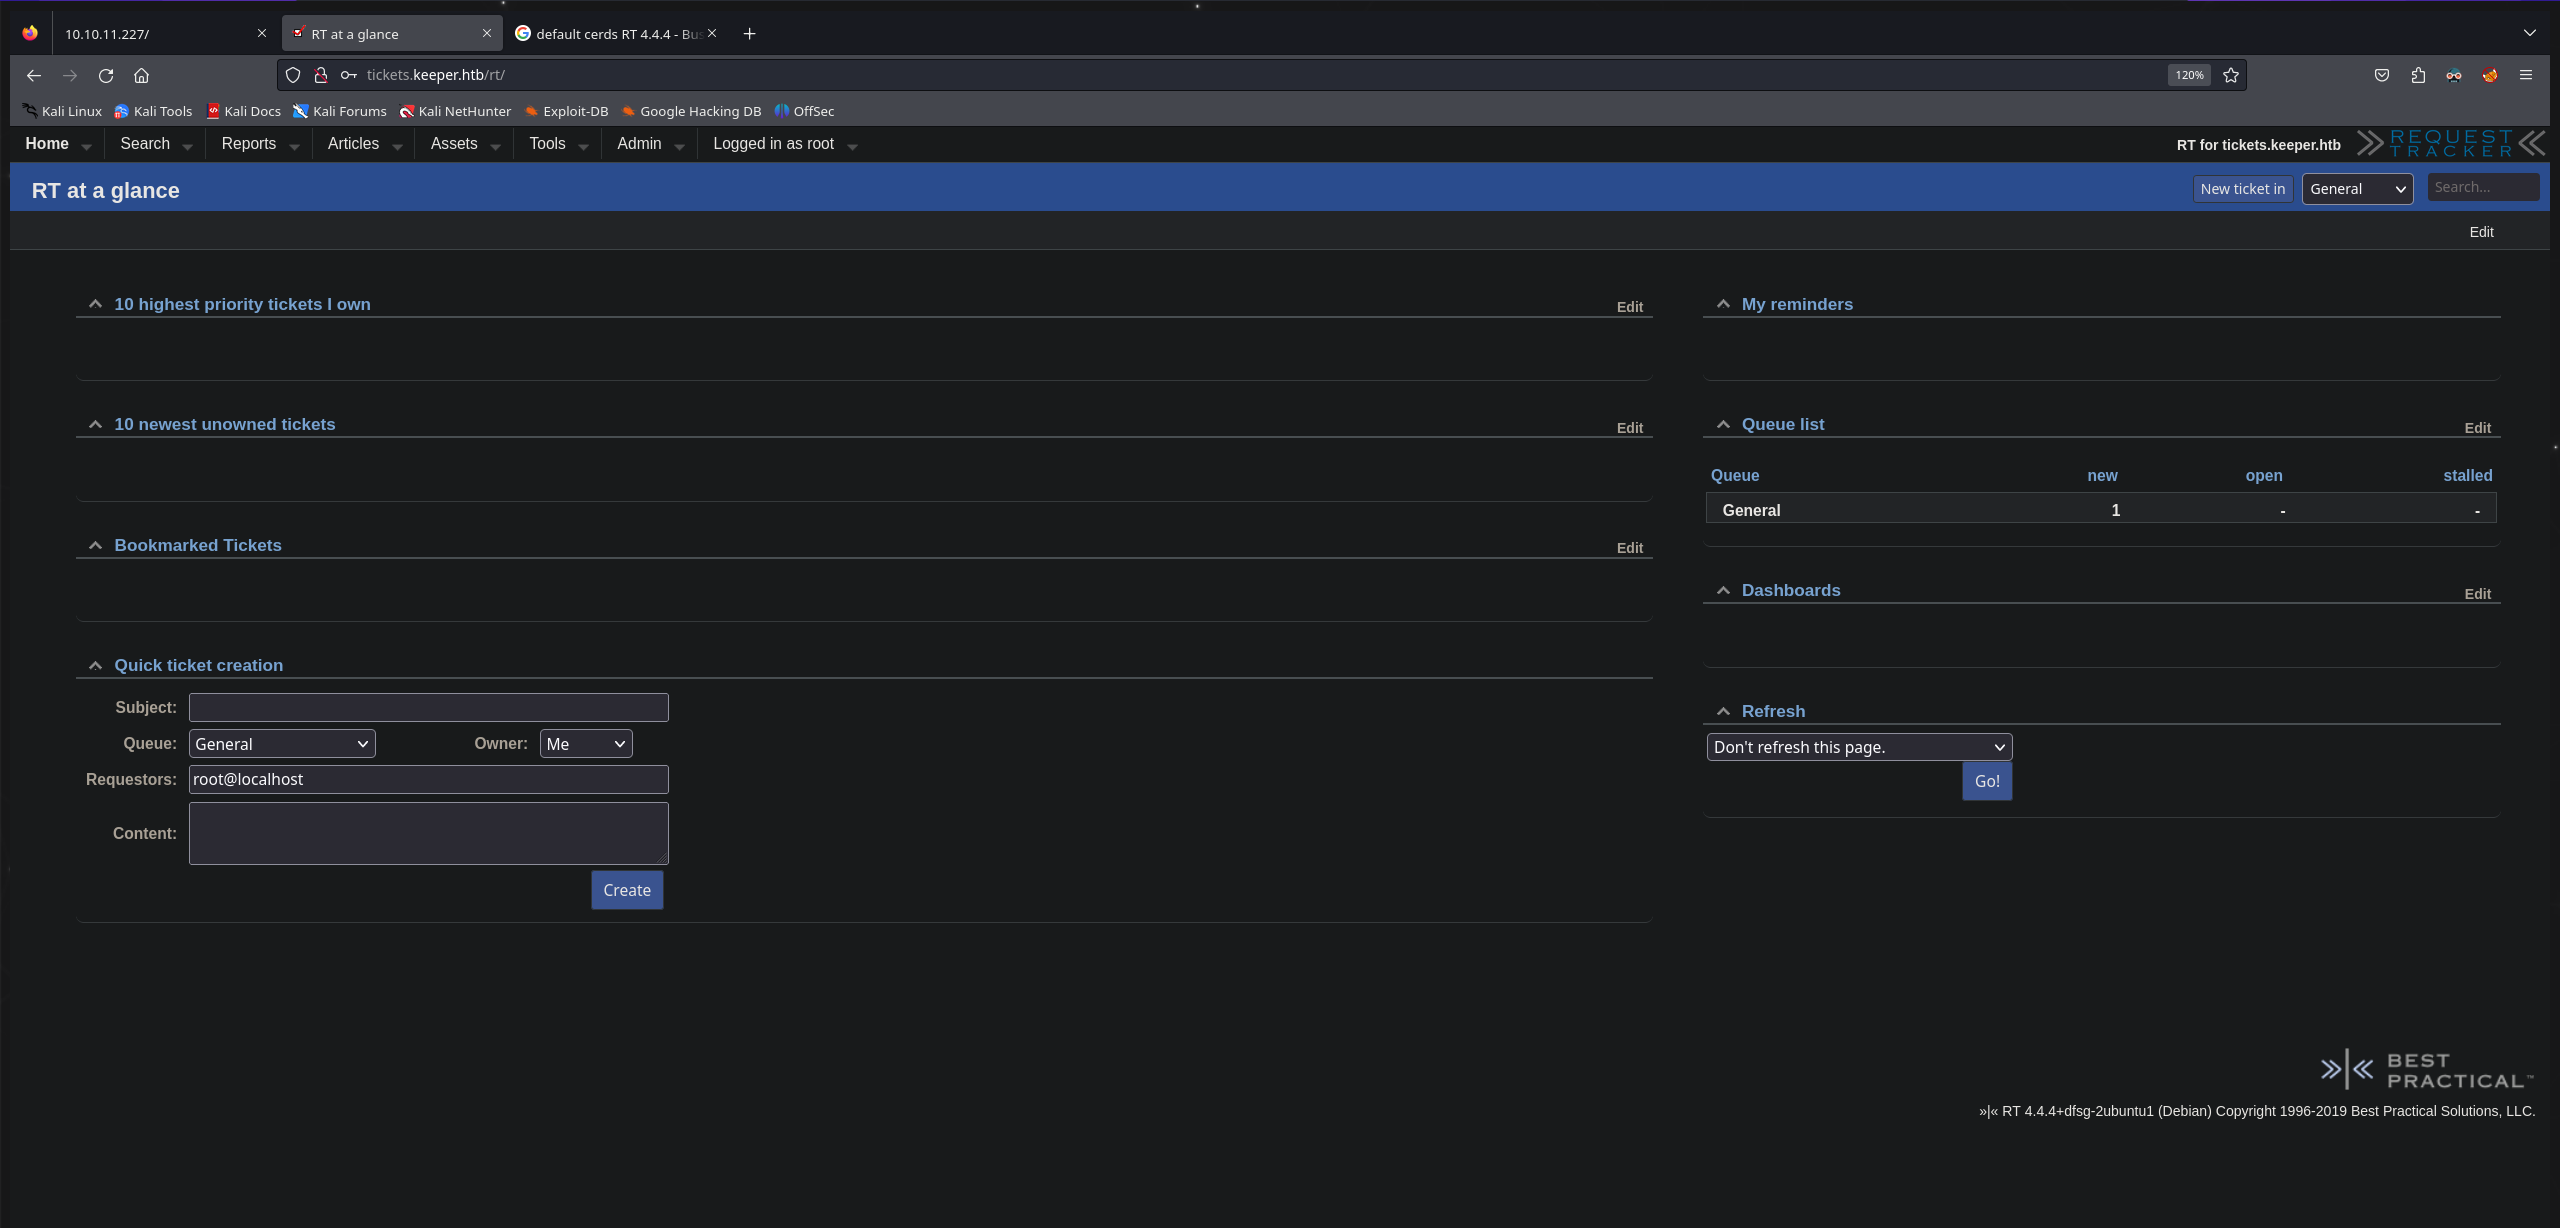 10.10.11.227/
RT at a glance
default cerds RT 4.4.4 - Bus
tickets.keeper.htb/rt/
120%
Kali Linux Kali Tools Kali Docs Kali Forums Kali NetHunter Exploit-DB Google Hacking DB OffSec
Home Search Reports Articles Assets Tools Admin Logged in as root
RT for tickets.keeper.htb
REQUEST
TRACKER
RT at a glance
New ticket in General Search...
Edit
10 highest priority tickets I own Edit
10 newest unowned tickets Edit
Bookmarked Tickets Edit
Quick ticket creation
Subject:
Queue: General Owner: Me
Requestors: root@localhost
Content:
Create
My reminders
Queue list Edit
Queue new open stalled
General 1 - -
Dashboards Edit
Refresh
Don't refresh this page.
Go!
»|« BEST
PRACTICAL™
»|« RT 4.4.4+dfsg-2ubuntu1 (Debian) Copyright 1996-2019 Best Practical Solutions, LLC.